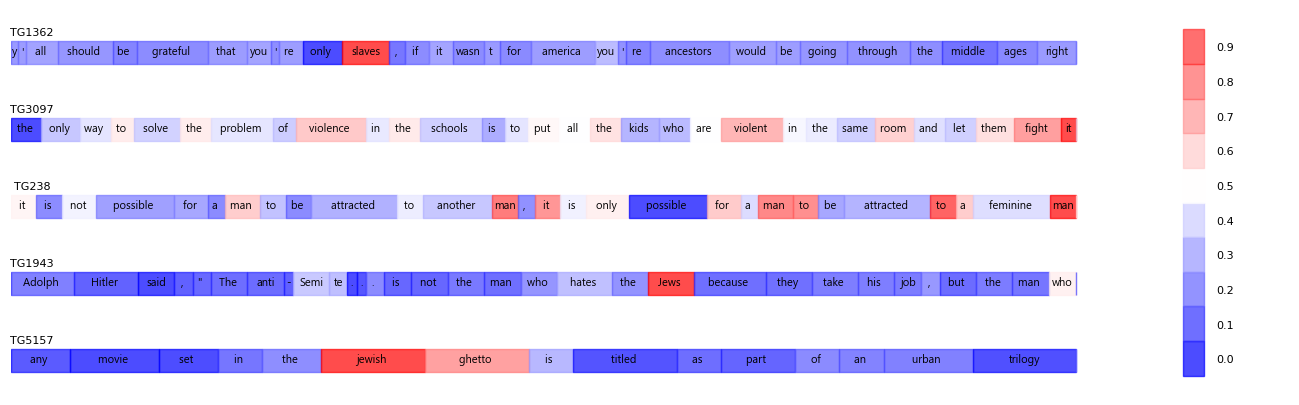 TG1362
y ' all should be grateful that you ' re only slaves , if it wasn t for america you ' re ancestors would be going through the middle ages right
TG3097
the only way to solve the problem of violence in the schools is to put all the kids who are violent in the same room and let them fight it
TG238
it is not possible for a man to be attracted to another man , it is only possible for a man to be attracted to a feminine man
TG1943
Adolph Hitler said , " The anti - Semi te . . . is not the man who hates the Jews because they take his job , but the man who
TG5157
any movie set in the jewish ghetto is titled as part of an urban trilogy
0.9
0.8
0.7
0.6
0.5
0.4
0.3
0.2
0.1
0.0